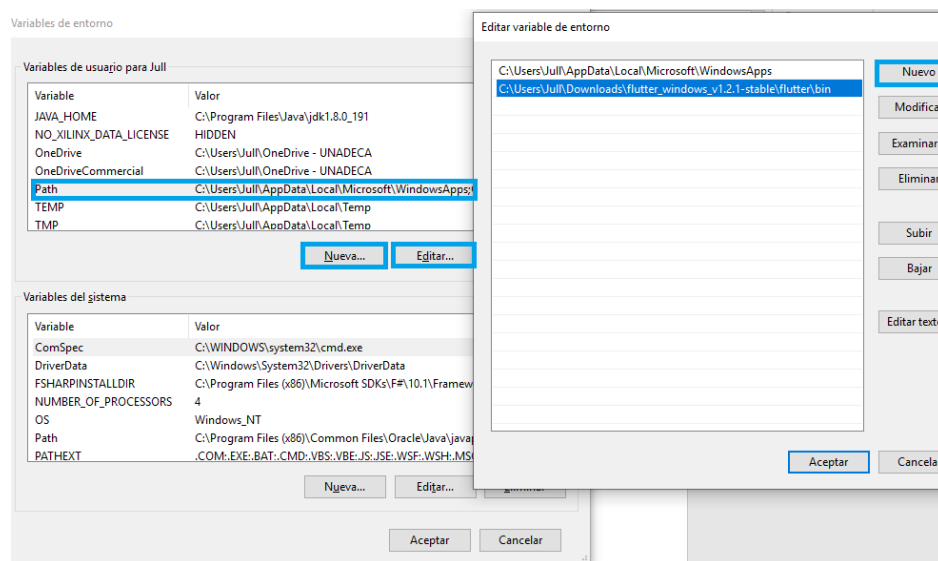 Variables de entorno
Variables de usuario para Jull
Variable Valor
JAVA_HOME C:\Program Files\Java\jdk1.8.0_191
NO_XILINX_DATA_LICENSE HIDDEN
OneDrive C:\Users\Jull\OneDrive - UNADECA
OneDriveCommercial C:\Users\Jull\OneDrive - UNADECA
Path C:\Users\Jull\AppData\Local\Microsoft\WindowsApps;
TEMP C:\Users\Jull\AppData\Local\Temp
TMP C:\Users\Jull\AppData\Local\Temp
Nueva... Editar...
Variables del sistema
Variable Valor
ComSpec C:\WINDOWS\system32\cmd.exe
DriverData C:\Windows\System32\Drivers\DriverData
FSHARPINSTALLDIR C:\Program Files (x86)\Microsoft SDKs\F#\10.1\Framew
NUMBER_OF_PROCESSORS 4
OS Windows_NT
Path C:\Program Files (x86)\Common Files\Oracle\Java\javap
PATHEXT .COM;.EXE;.BAT;.CMD;.VBS;.VBE;.JS;.JSE;.WSF;.WSH;.MSC
Nueva... Editar...
Aceptar Cancelar
Editar variable de entorno
C:\Users\Jull\AppData\Local\Microsoft\WindowsApps
C:\Users\Jull\Downloads\flutter_windows_v1.2.1-stable\flutter\bin
Nuevo
Modifica
Examinar
Eliminar
Subir
Bajar
Editar texto
Aceptar Cancela